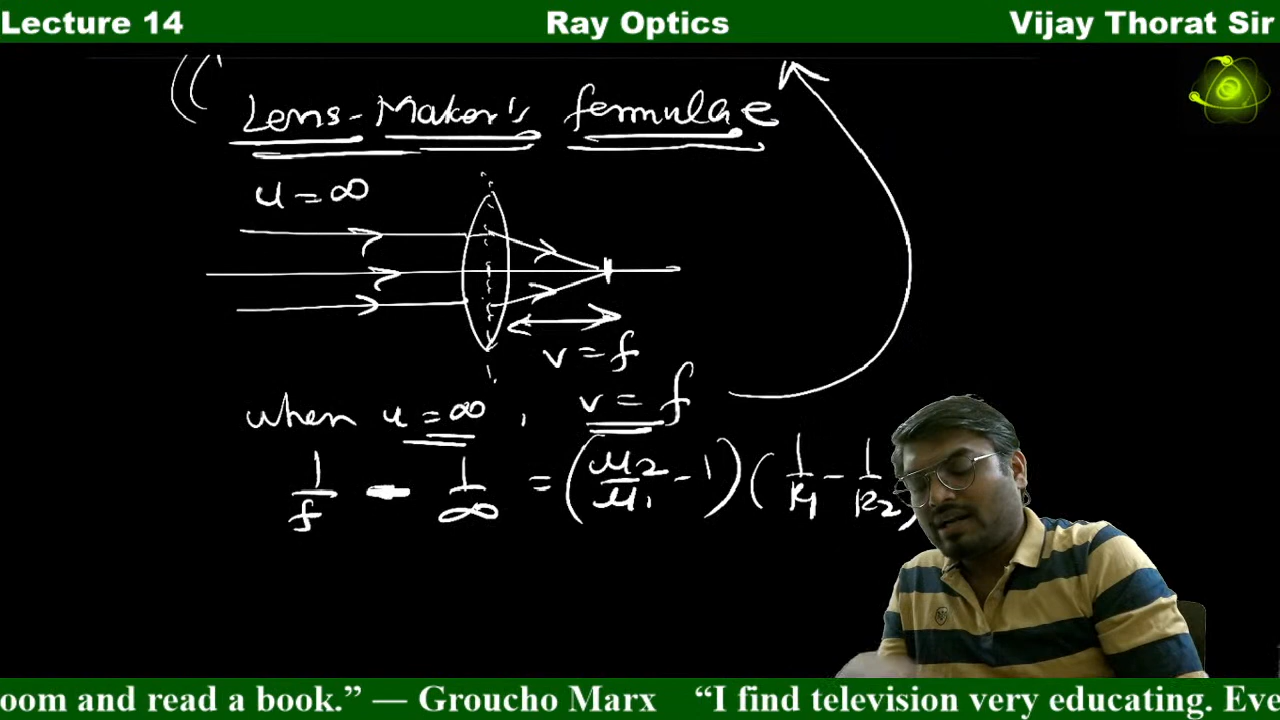 Lecture 14 Ray Optics Vijay Thorat Sir
Lens-Maker's formulae
u = ∞
v = f
when u = ∞ , v = f
1/f - 1/∞ = (μ2/μ1 - 1) (1/R1 - 1/R2)
oom and read a book.” — Groucho Marx “I find television very educating. Eve